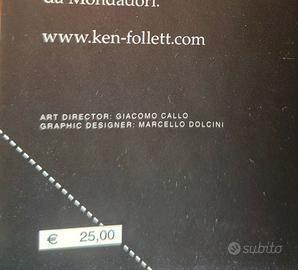 da Mondadori.
www.ken-follett.com
ART DIRECTOR: GIACOMO CALLO
GRAPHIC DESIGNER: MARCELLO DOLCINI
€ 25,00
subito